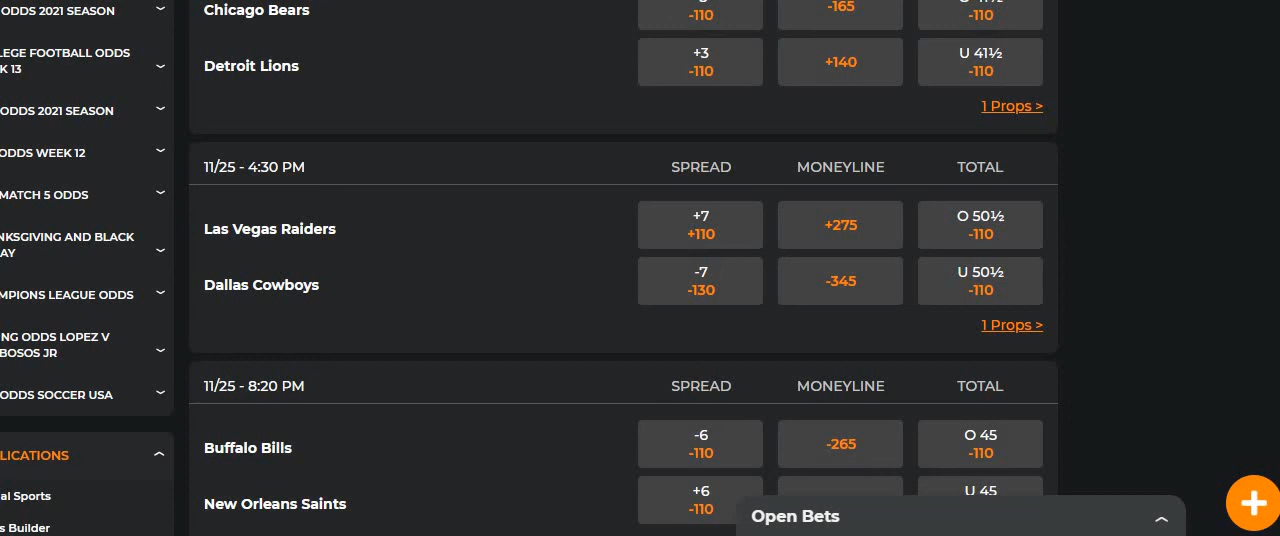 ODDS 2021 SEASON
LEGE FOOTBALL ODDS
K 13
ODDS 2021 SEASON
ODDS WEEK 12
MATCH 5 ODDS
NKSGIVING AND BLACK
AY
MPIONS LEAGUE ODDS
NG ODDS LOPEZ V
BOSOS JR
ODDS SOCCER USA
LICATIONS
al Sports
s Builder
Chicago Bears
-110
-165
-110
Detroit Lions
+3
-110
+140
U 41½
-110
1 Props >
11/25 - 4:30 PM SPREAD MONEYLINE TOTAL
Las Vegas Raiders
+7
+110
+275
O 50½
-110
Dallas Cowboys
-7
-130
-345
U 50½
-110
1 Props >
11/25 - 8:20 PM SPREAD MONEYLINE TOTAL
Buffalo Bills
-6
-110
-265
O 45
-110
New Orleans Saints
+6
-110
U 45
Open Bets